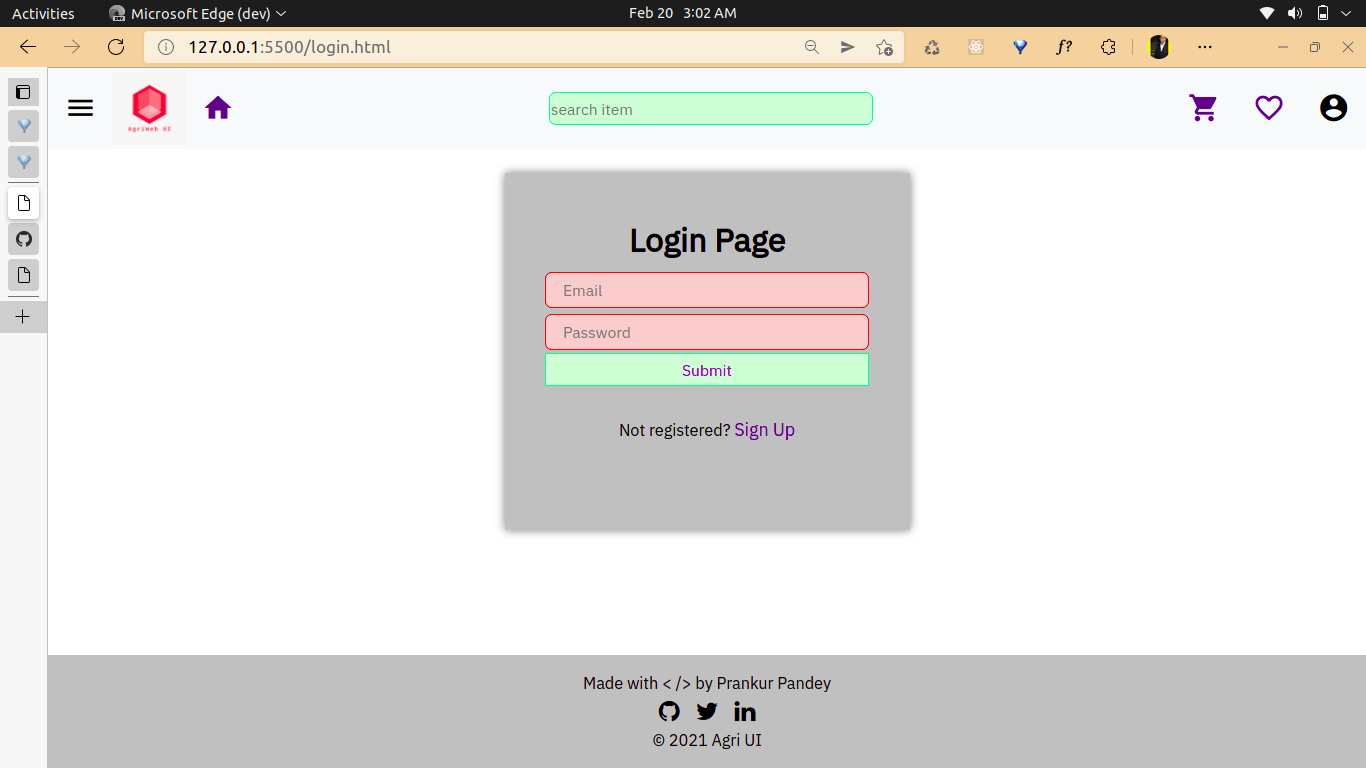 Activities
Microsoft Edge (dev)
Feb 20 3:02 AM
127.0.0.1:5500/login.html
f?
AgriWeb UI
search item
Login Page
Email
Password
Submit
Not registered? Sign Up
Made with < /> by Prankur Pandey
© 2021 Agri UI